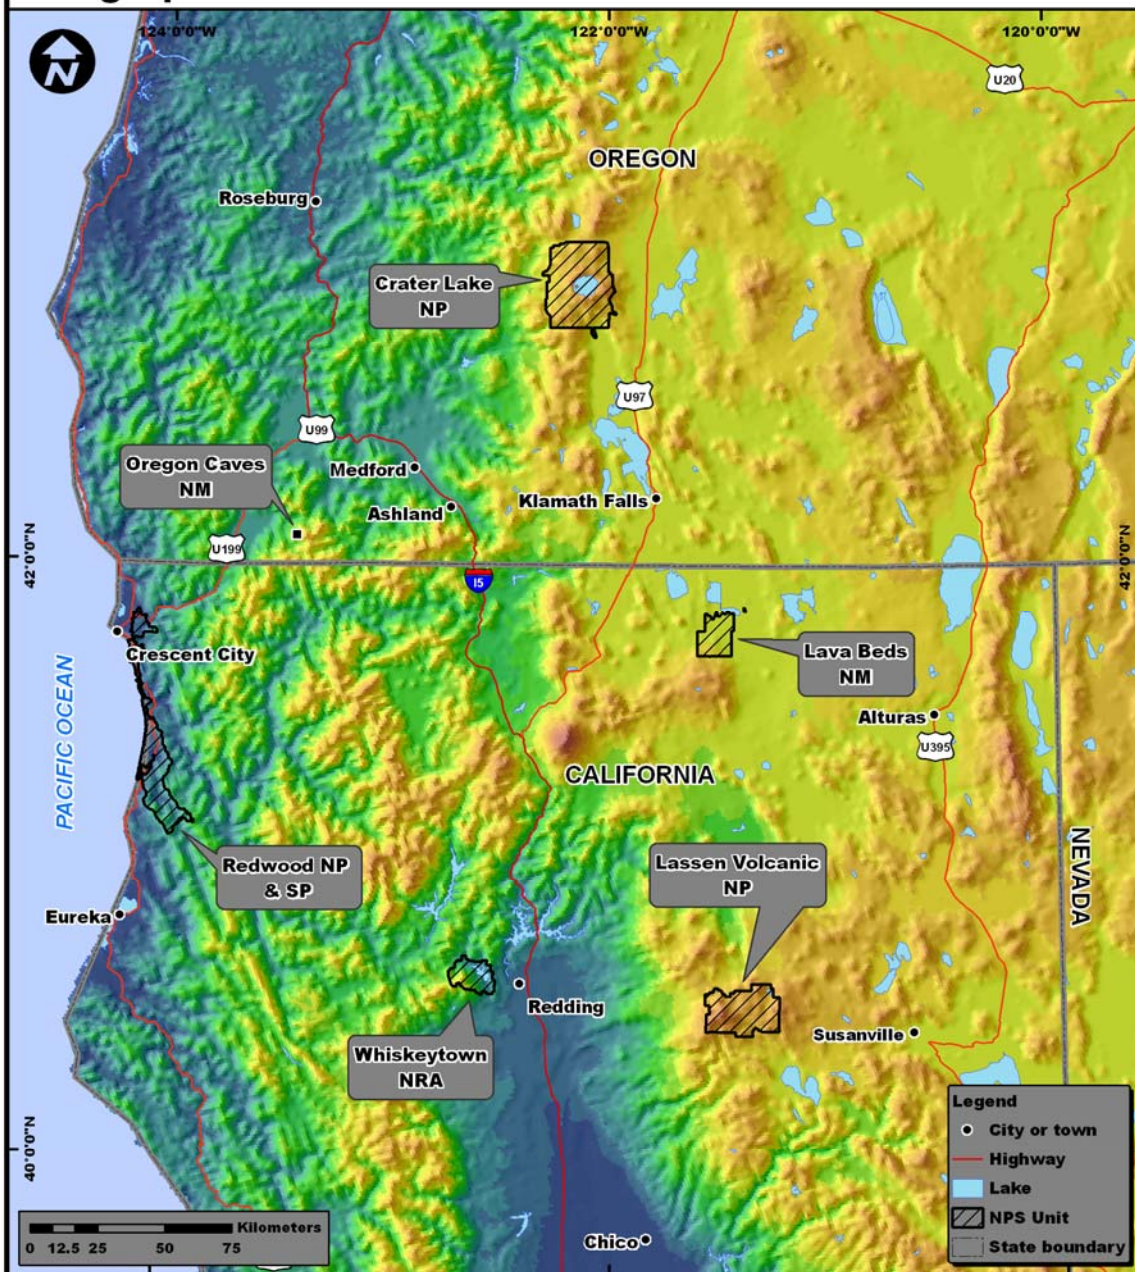 124°0'0"W
122°0'0"W
120°0'0"W
N
U20
OREGON
Roseburg
Crater Lake
NP
U97
U99
Oregon Caves
NM
Medford
Klamath Falls
Ashland
U199
42°0'0"N
42°0'0"N
I5
Crescent City
Lava Beds
NM
PACIFIC OCEAN
Alturas
U395
CALIFORNIA
NEVADA
Redwood NP
& SP
Lassen Volcanic
NP
Eureka
Redding
Whiskeytown
NRA
Susanville
40°0'0"N
Legend
City or town
Highway
Lake
NPS Unit
State boundary
Kilometers
0 12.5 25 50 75
Chico